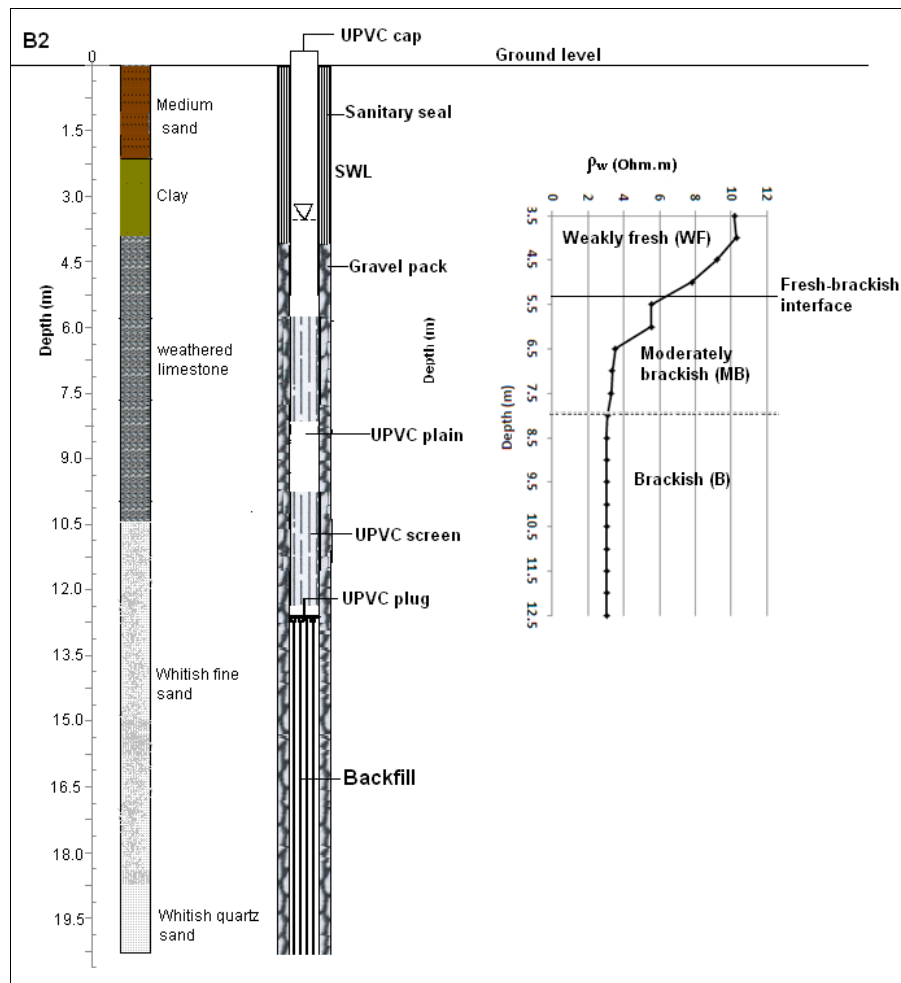 B2
UPVC cap
Ground level
0
1.5
3.0
4.5
6.0
7.5
9.0
10.5
12.0
13.5
15.0
16.5
18.0
19.5
Depth (m)
Medium
sand
Clay
weathered
limestone
Whitish fine
sand
Whitish quartz
sand
Sanitary seal
SWL
Gravel pack
UPVC plain
UPVC screen
UPVC plug
Backfill
Depth (m)
ρw (Ohm.m)
0 2 4 6 8 10 12
3.5
4.5
5.5
6.5
7.5
8.5
9.5
10.5
11.5
12.5
Depth (m)
Weakly fresh (WF)
Fresh-brackish
interface
Moderately
brackish (MB)
Brackish (B)